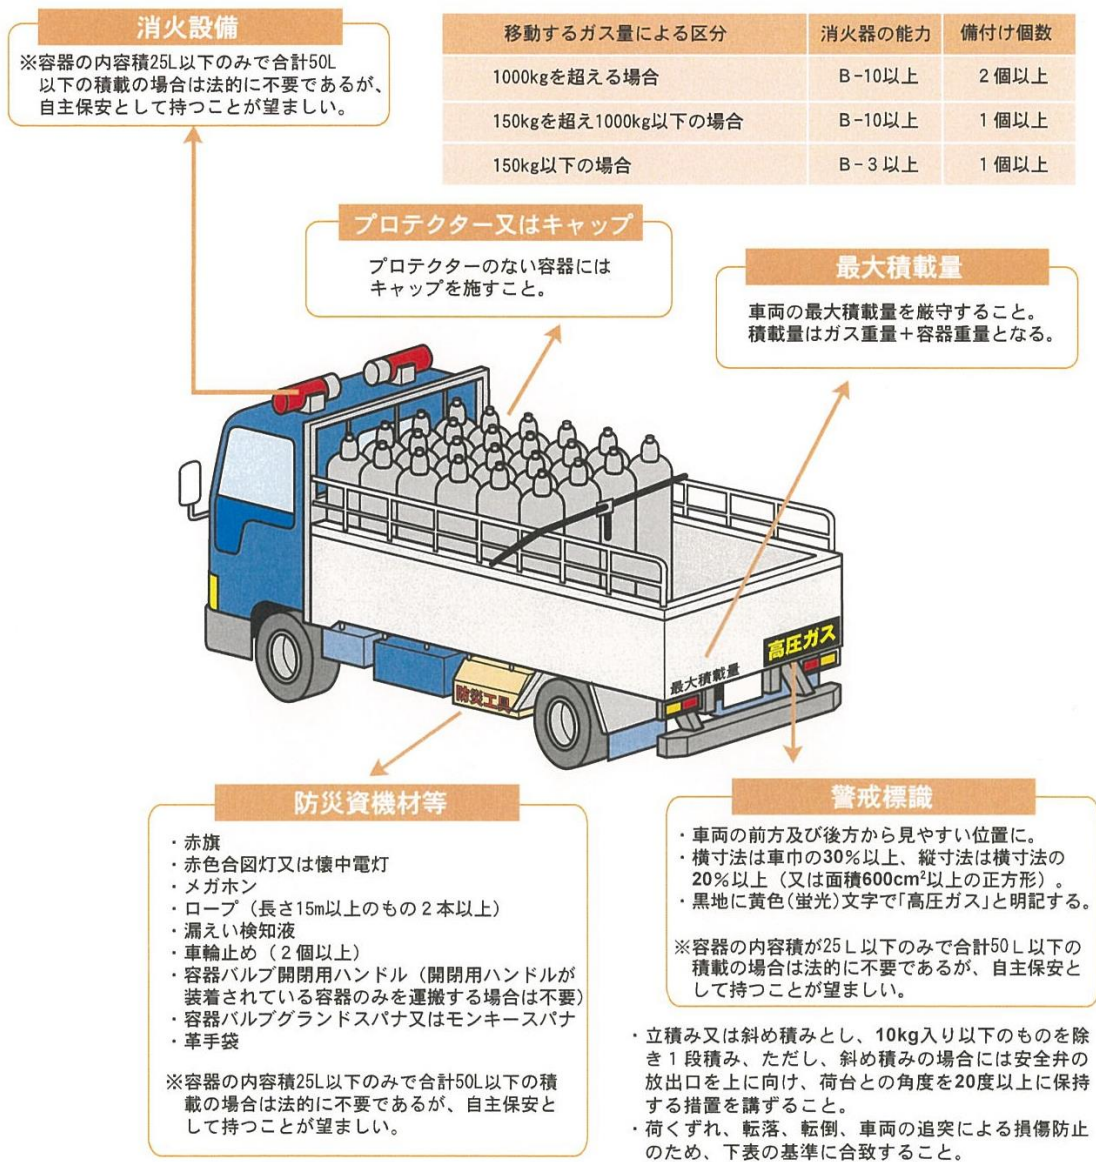 消火設備
※容器の内容積25L以下のみで合計50L
以下の積載の場合は法的に不要であるが、
自主保安として持つことが望ましい。
移動するガス量による区分 消火器の能力 備付け個数
1000kgを超える場合 B-10以上 2個以上
150kgを超え1000kg以下の場合 B-10以上 1個以上
150kg以下の場合 B-3以上 1個以上
プロテクター又はキャップ
プロテクターのない容器には
キャップを施すこと。
最大積載量
車両の最大積載量を厳守すること。
積載量はガス重量+容器重量となる。
高圧ガス
最大積載量
防災工具
防災資機材等
・赤旗
・赤色合図灯又は懐中電灯
・メガホン
・ロープ(長さ15m以上のもの2本以上)
・漏えい検知液
・車輪止め(2個以上)
・容器バルブ開閉用ハンドル(開閉用ハンドルが
装着されている容器のみを運搬する場合は不要)
・容器バルブグランドスパナ又はモンキースパナ
・革手袋
※容器の内容積25L以下のみで合計50L以下の積
載の場合は法的に不要であるが、自主保安と
して持つことが望ましい。
警戒標識
・車両の前方及び後方から見やすい位置に。
・横寸法は車巾の30%以上、縦寸法は横寸法の
20%以上(又は面積600cm²以上の正方形)。
・黒地に黄色(蛍光)文字で「高圧ガス」と明記する。
※容器の内容積が25L以下のみで合計50L以下の
積載の場合は法的に不要であるが、自主保安と
して持つことが望ましい。
・立積み又は斜め積みとし、10kg入り以下のものを除
き1段積み、ただし、斜め積みの場合には安全弁の
放出口を上に向け、荷台との角度を20度以上に保持
する措置を講ずること。
・荷くずれ、転落、転倒、車両の追突による損傷防止
のため、下表の基準に合致すること。